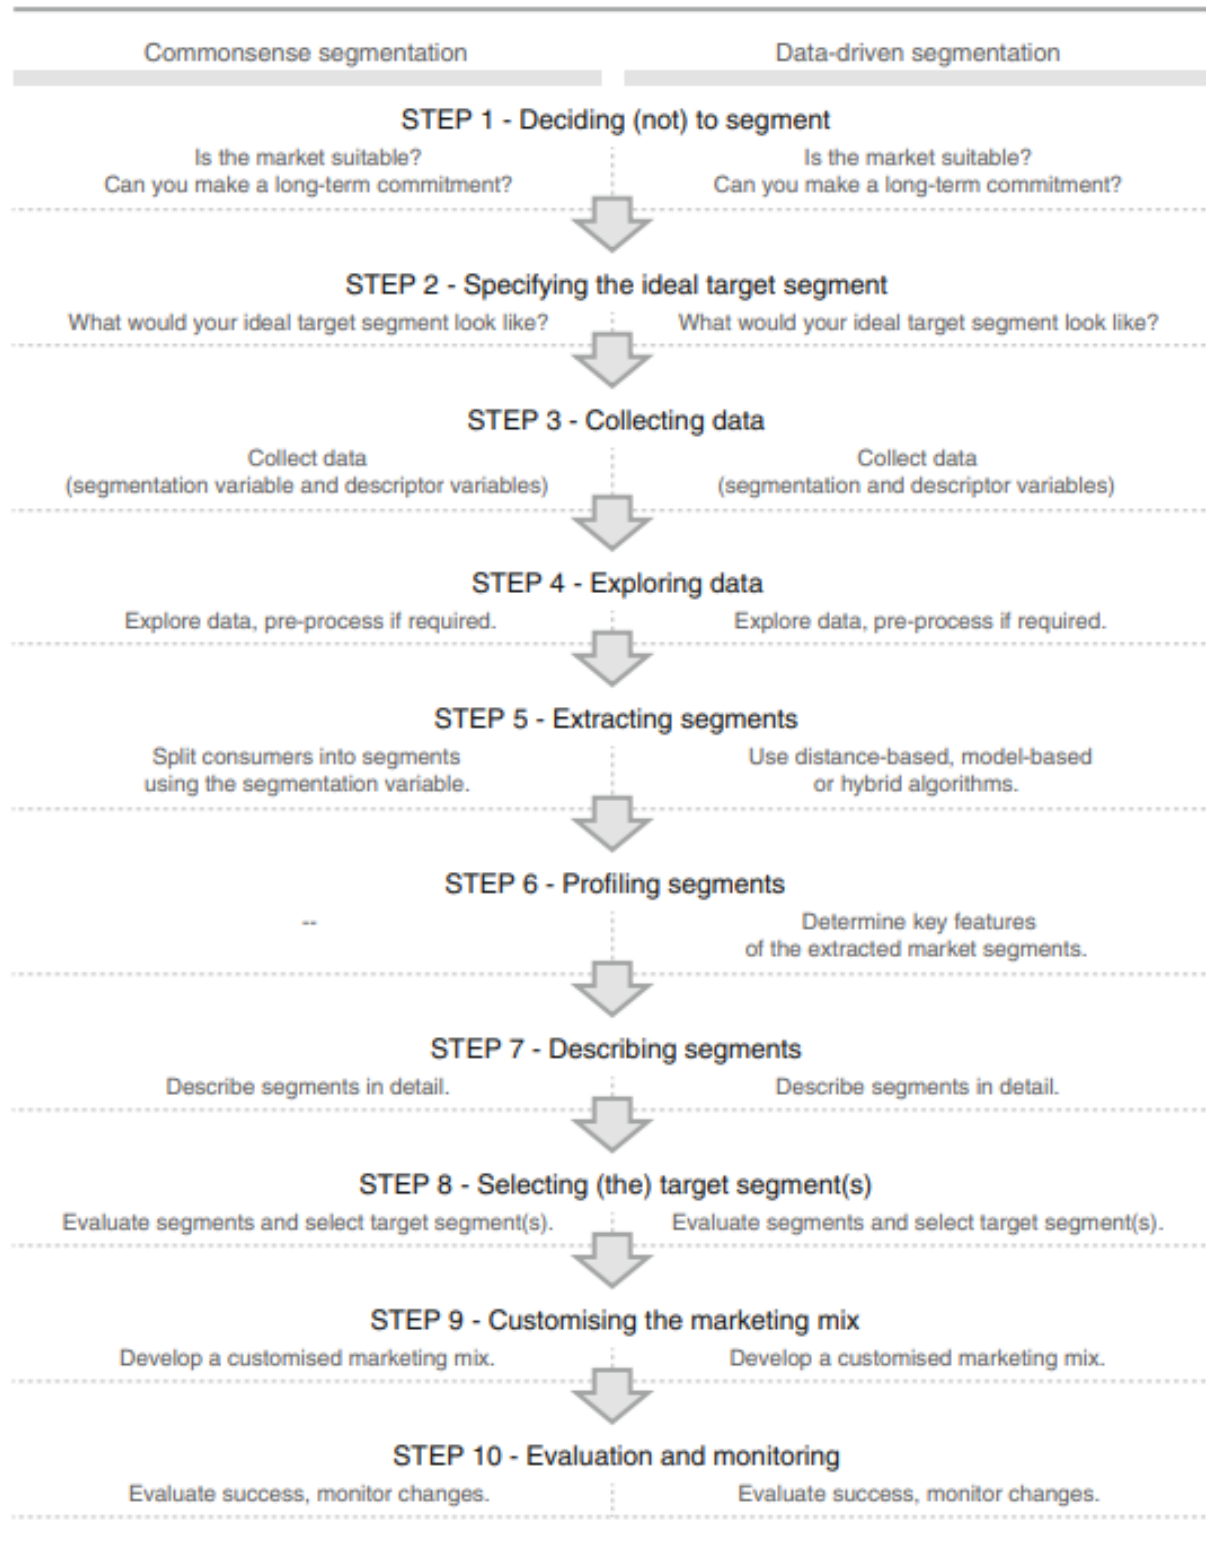 Commonsense segmentation
Data-driven segmentation
STEP 1 - Deciding (not) to segment
Is the market suitable?
Can you make a long-term commitment?
Is the market suitable?
Can you make a long-term commitment?
STEP 2 - Specifying the ideal target segment
What would your ideal target segment look like?
What would your ideal target segment look like?
STEP 3 - Collecting data
Collect data
(segmentation variable and descriptor variables)
Collect data
(segmentation and descriptor variables)
STEP 4 - Exploring data
Explore data, pre-process if required.
Explore data, pre-process if required.
STEP 5 - Extracting segments
Split consumers into segments
using the segmentation variable.
Use distance-based, model-based
or hybrid algorithms.
STEP 6 - Profiling segments
--
Determine key features
of the extracted market segments.
STEP 7 - Describing segments
Describe segments in detail.
Describe segments in detail.
STEP 8 - Selecting (the) target segment(s)
Evaluate segments and select target segment(s).
Evaluate segments and select target segment(s).
STEP 9 - Customising the marketing mix
Develop a customised marketing mix.
Develop a customised marketing mix.
STEP 10 - Evaluation and monitoring
Evaluate success, monitor changes.
Evaluate success, monitor changes.